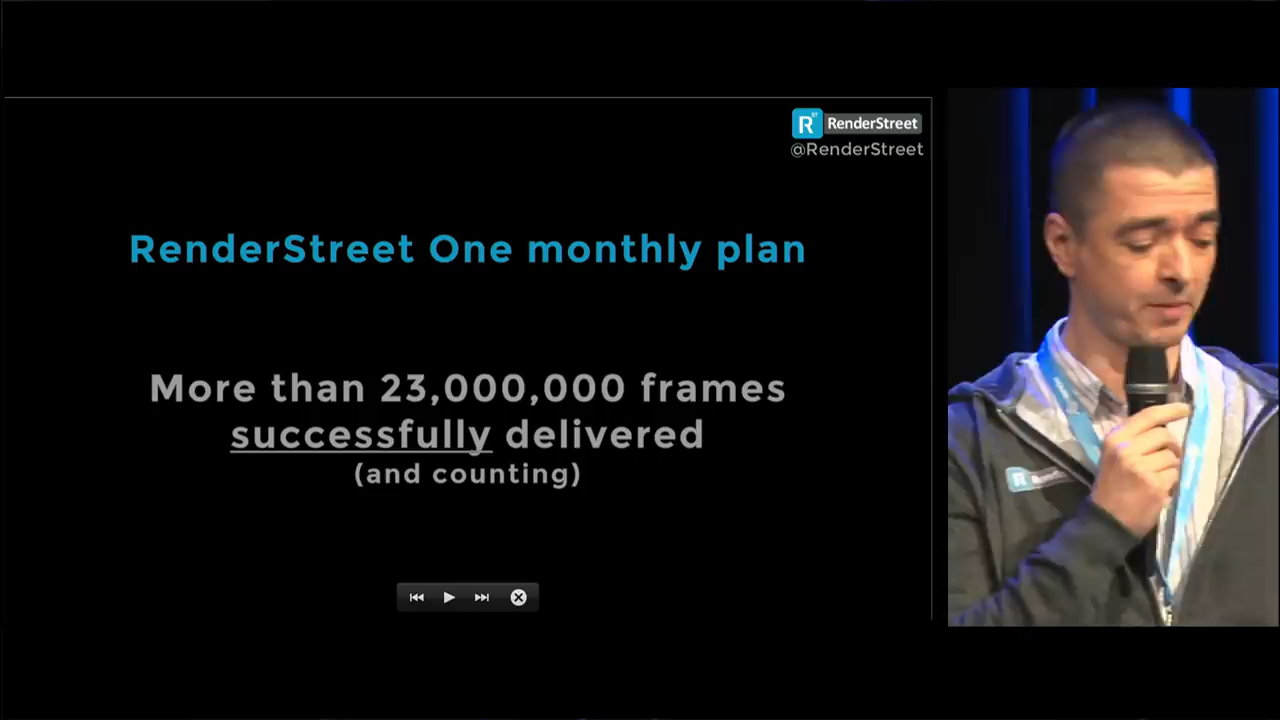 RenderStreet
@RenderStreet
RenderStreet One monthly plan
More than 23,000,000 frames
successfully delivered
(and counting)